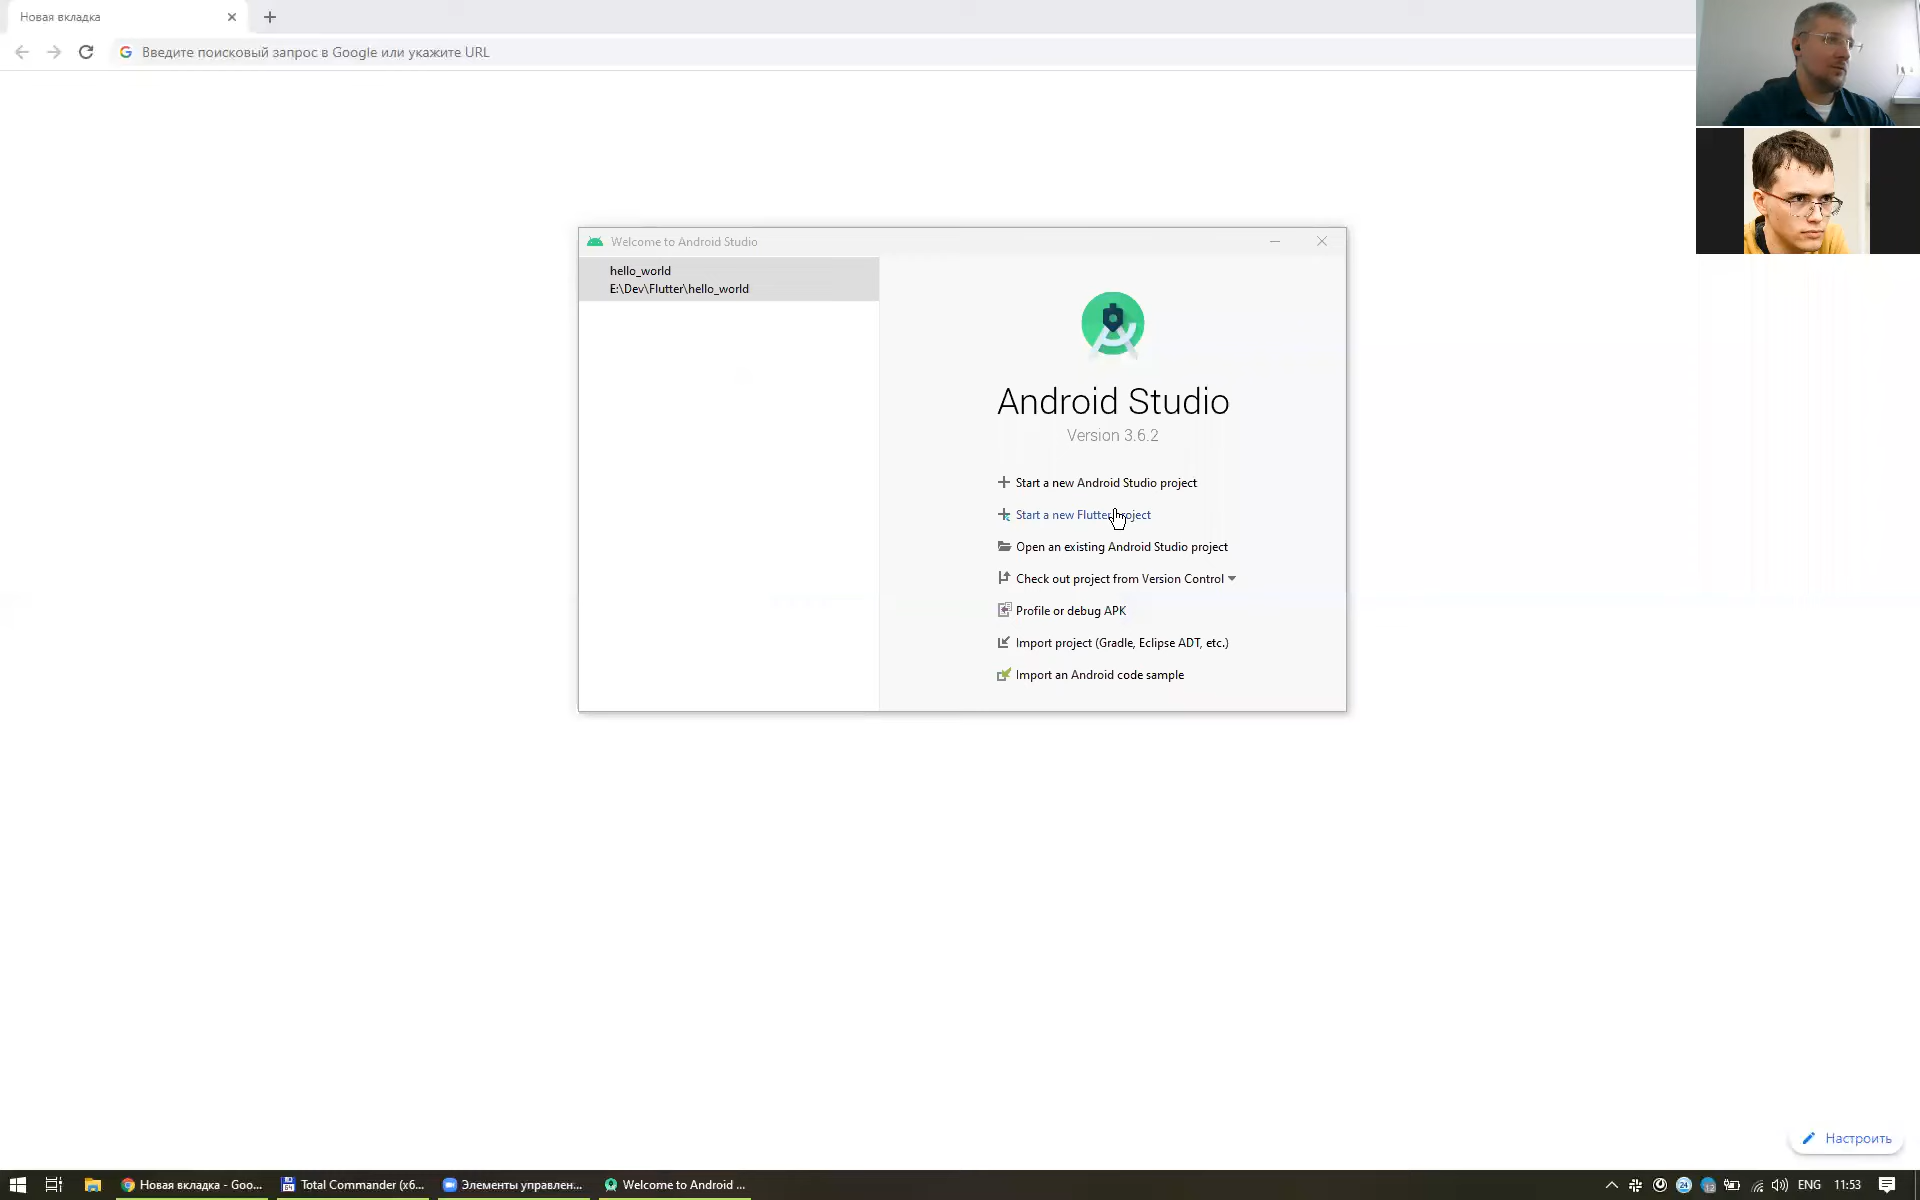 Новая вкладка
Введите поисковый запрос в Google или укажите URL
Welcome to Android Studio
hello_world
E:\Dev\Flutter\hello_world
Android Studio
Version 3.6.2
Start a new Android Studio project
Start a new Flutter project
Open an existing Android Studio project
Check out project from Version Control
Profile or debug APK
Import project (Gradle, Eclipse ADT, etc.)
Import an Android code sample
Настроить
Новая вкладка - Goo...
Total Commander (x6...
Элементы управлен...
Welcome to Android ...
24
12
ENG
11:53